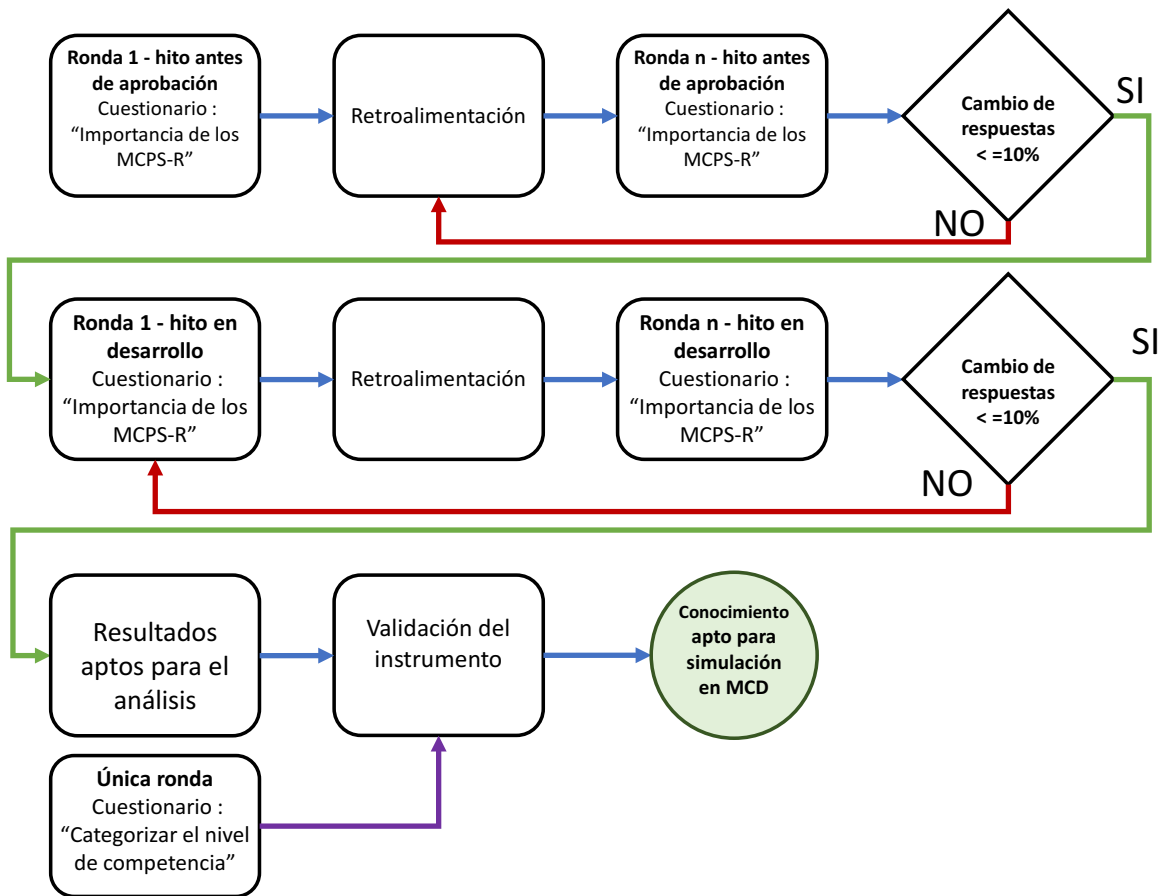 Ronda 1 - hito antes
de aprobación
Cuestionario :
“Importancia de los
MCPS-R”
Retroalimentación
Ronda n - hito antes
de aprobación
Cuestionario :
“Importancia de los
MCPS-R”
Cambio de
respuestas
< =10%
SI
NO
Ronda 1 - hito en
desarrollo
Cuestionario :
“Importancia de los
MCPS-R”
Retroalimentación
Ronda n - hito en
desarrollo
Cuestionario :
“Importancia de los
MCPS-R”
Cambio de
respuestas
< =10%
SI
NO
Resultados
aptos para el
análisis
Validación del
instrumento
Conocimiento
apto para
simulación
en MCD
Única ronda
Cuestionario :
“Categorizar el nivel
de competencia”